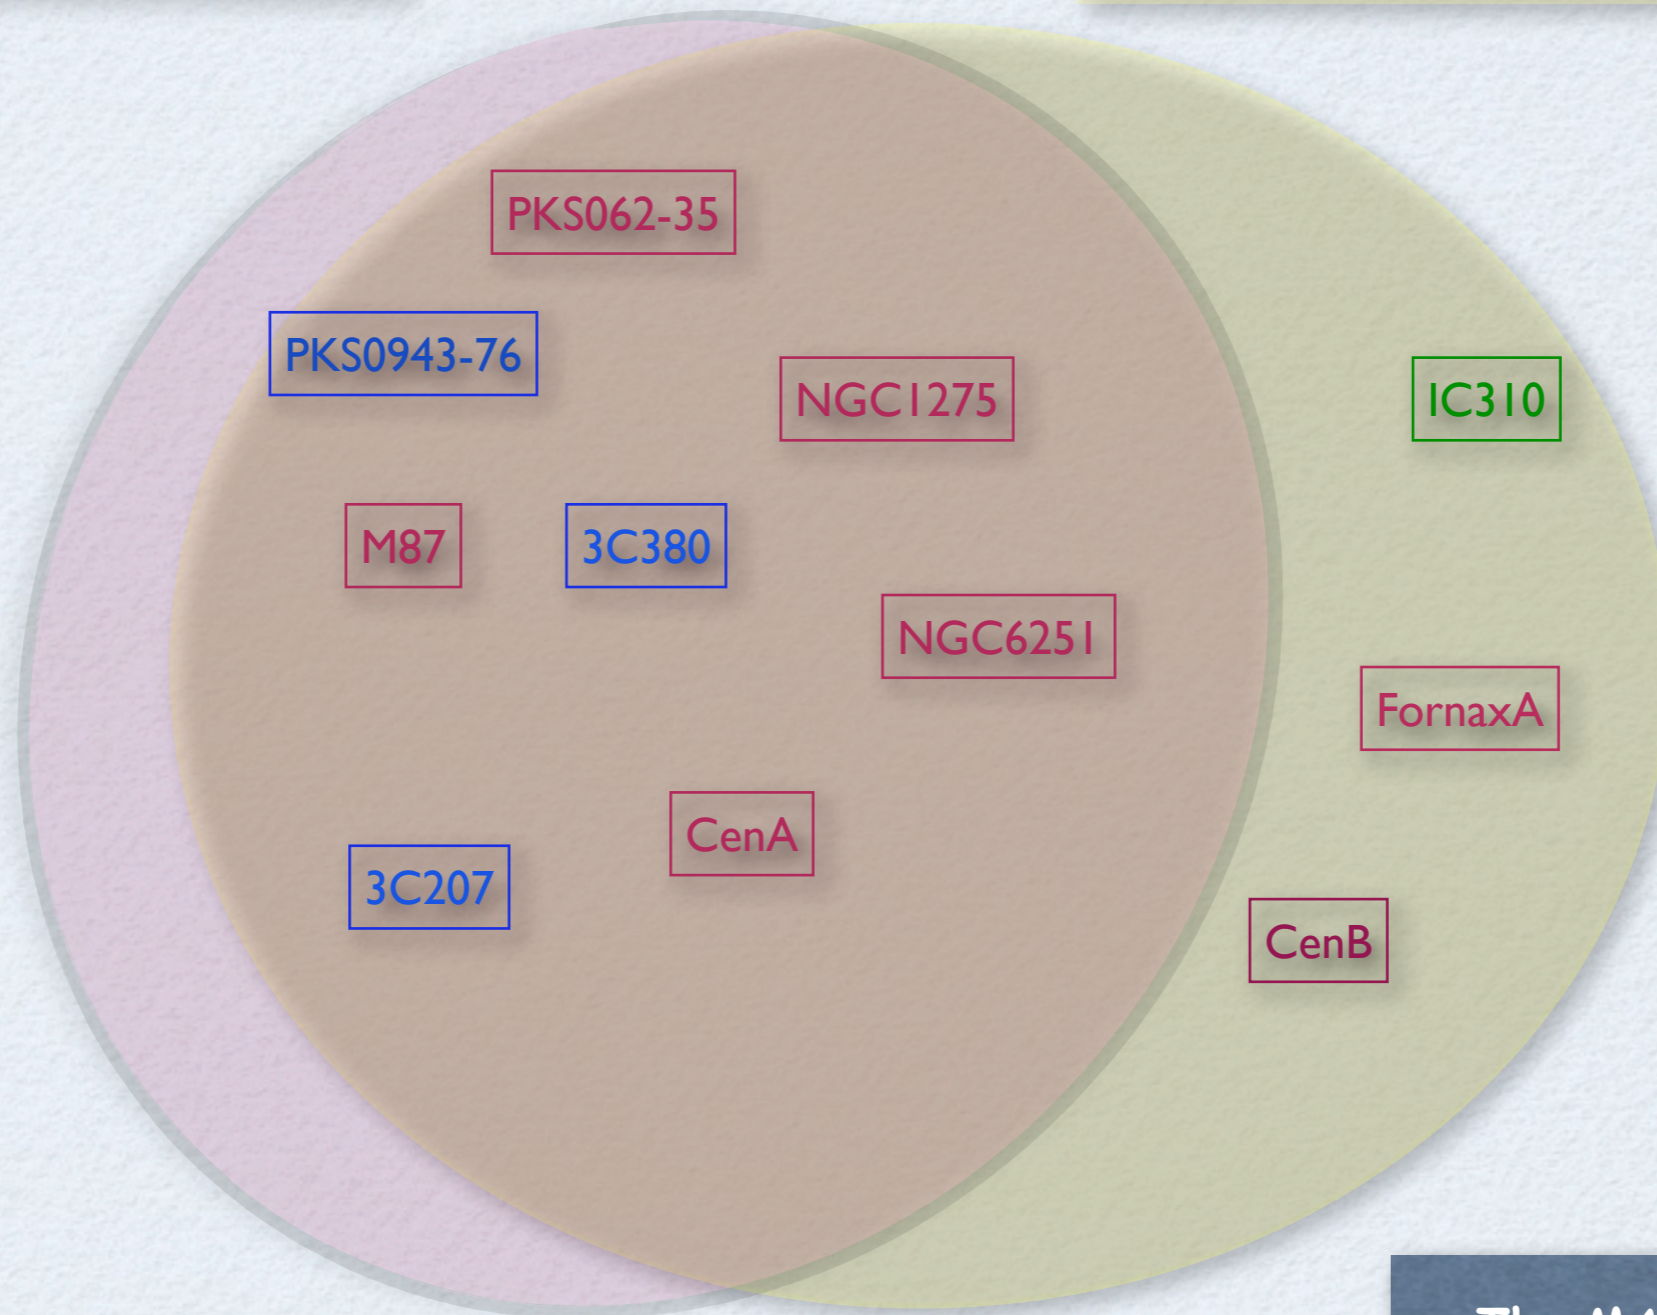 PKS062-35
PKS0943-76
NGC1275
IC310
M87
3C380
NGC6251
FornaxA
CenA
3C207
CenB